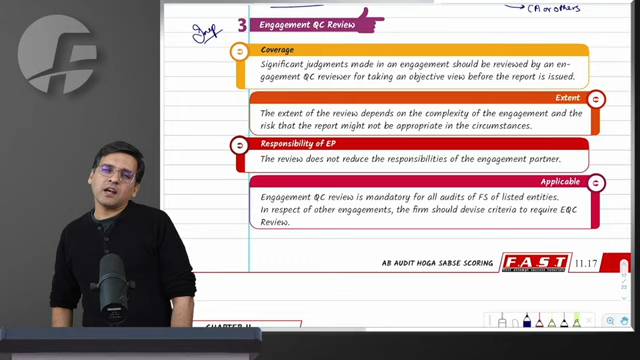 → CA or others
Imp
3 Engagement QC Review
Coverage
Significant judgments made in an engagement should be reviewed by an en-
gagement QC reviewer for taking an objective view before the report is issued.
Extent
The extent of the review depends on the complexity of the engagement and the
risk that the report might not be appropriate in the circumstances.
Responsibility of EP
The review does not reduce the responsibilities of the engagement partner.
Applicable
Engagement QC review is mandatory for all audits of FS of listed entities.
In respect of other engagements, the firm should devise criteria to require EQC
Review.
AB AUDIT HOGA SABSE SCORING
F.A.S.T
11.17
CHAPTER 11